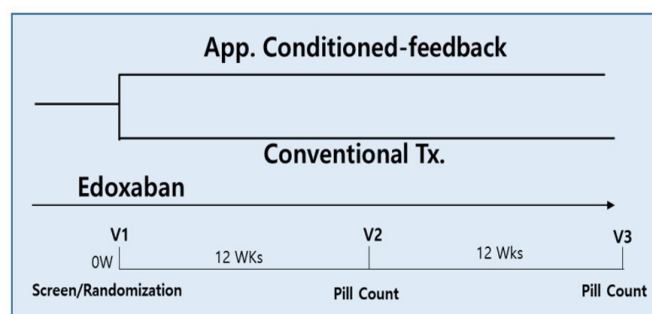 App. Conditioned-feedback
Conventional Tx.
Edoxaban
V1 V2 V3
0W 12 WKs 12 Wks
Screen/Randomization Pill Count Pill Count